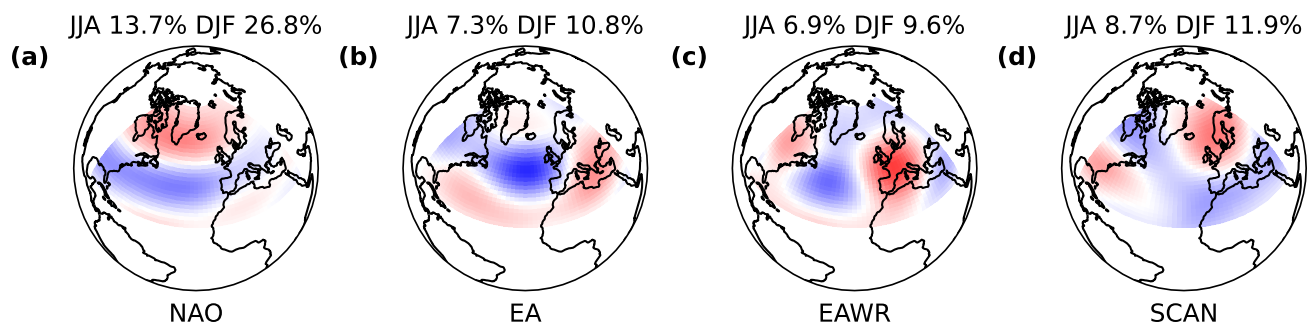 JJA 13.7% DJF 26.8%
(a)
NAO
JJA 7.3% DJF 10.8%
(b)
EA
JJA 6.9% DJF 9.6%
(c)
EAWR
JJA 8.7% DJF 11.9%
(d)
SCAN